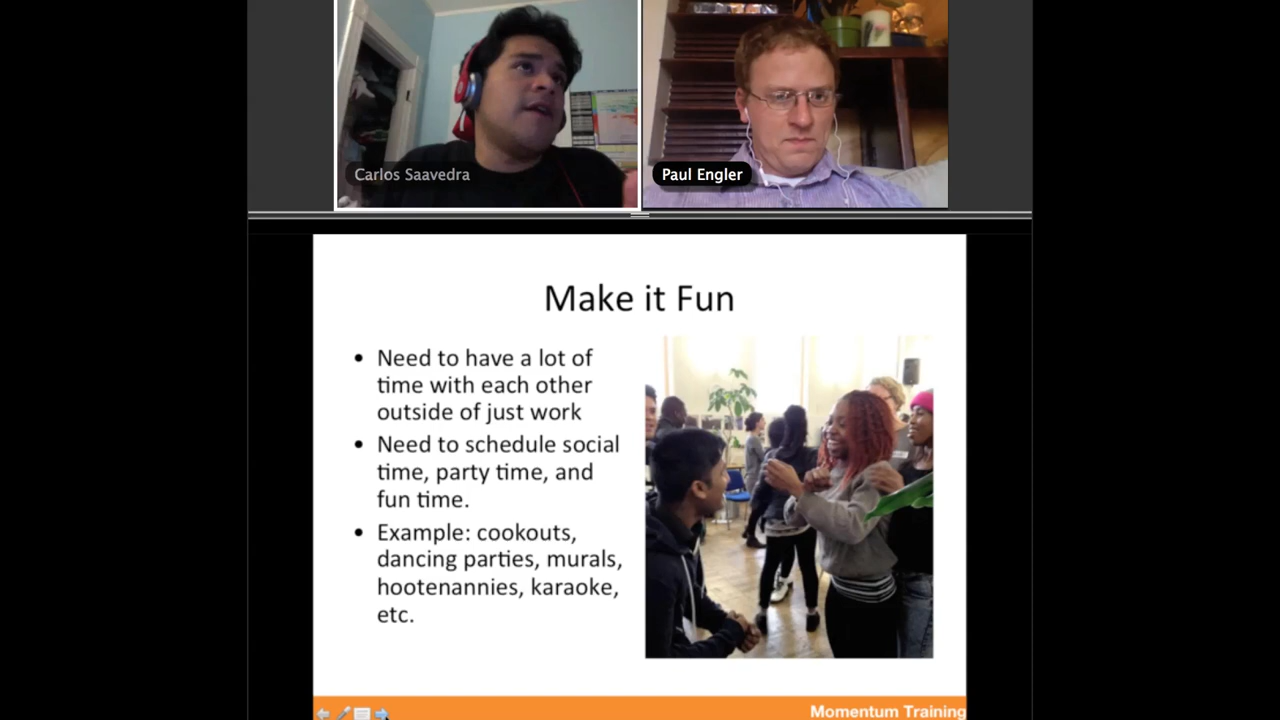 Carlos Saavedra
Paul Engler
Make it Fun
• Need to have a lot of
time with each other
outside of just work
• Need to schedule social
time, party time, and
fun time.
• Example: cookouts,
dancing parties, murals,
hootenannies, karaoke,
etc.
Momentum Training